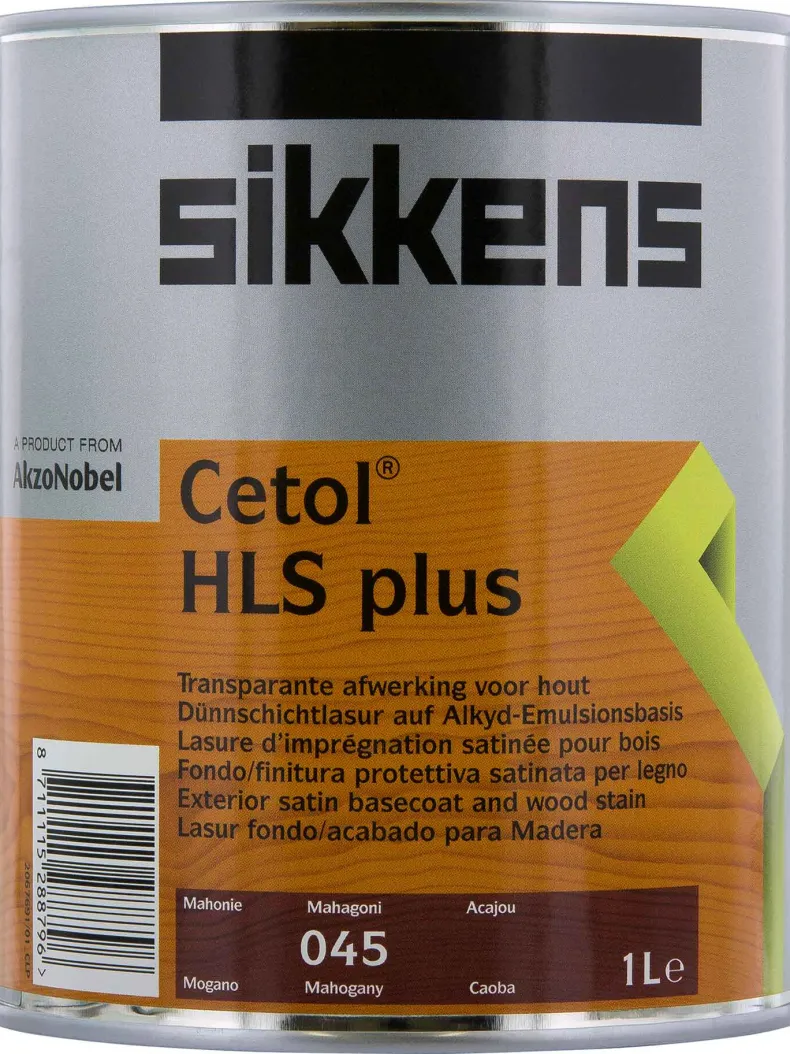 sikkens
A PRODUCT FROM
AkzoNobel
Cetol®
HLS plus
Transparante afwerking voor hout
Dünnschichtlasur auf Alkyd-Emulsionsbasis
Lasure d'imprégnation satinée pour bois
Fondo/finitura protettiva satinata per legno
Exterior satin basecoat and wood stain
Lasur fondo/acabado para Madera
Mahonie Mahagoni Acajou
045
1L e
Mogano Mahogany Caoba
8 711115 288796 >